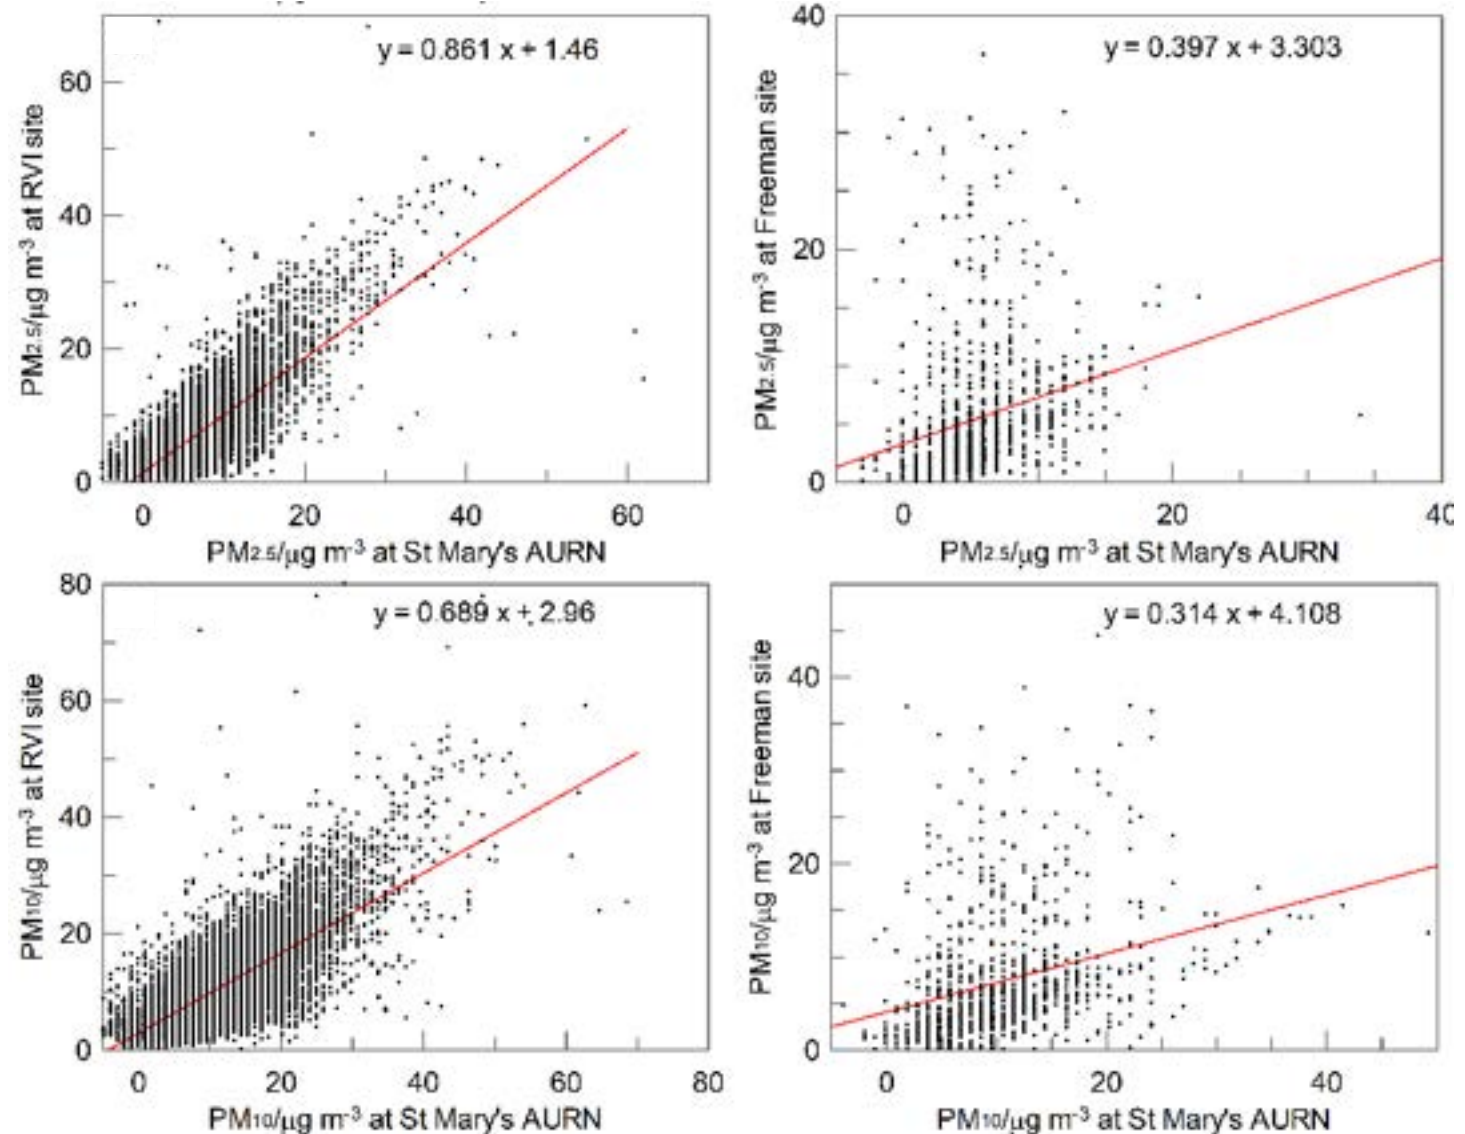 y = 0.861 x + 1.46
PM2.5/µg m-3 at RVI site
60
40
20
0
0 20 40 60
PM2.5/µg m-3 at St Mary's AURN
y = 0.397 x + 3.303
PM2.5/µg m-3 at Freeman site
40
20
0
0 20 40
PM2.5/µg m-3 at St Mary's AURN
y = 0.689 x + 2.96
PM10/µg m-3 at RVI site
80
60
40
20
0
0 20 40 60 80
PM10/µg m-3 at St Mary's AURN
y = 0.314 x + 4.108
PM10/µg m-3 at Freeman site
40
20
0
0 20 40
PM10/µg m-3 at St Mary's AURN